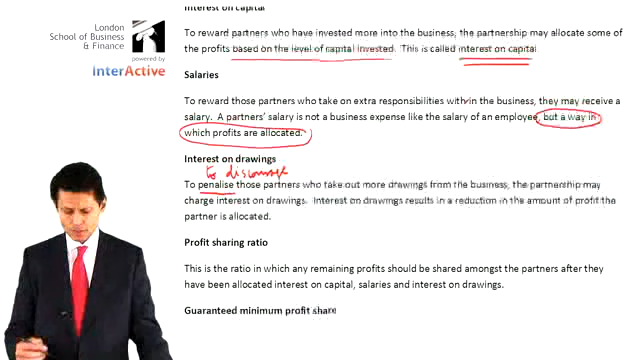 London
School of Business
& Finance
powered by
InterActive
Interest on capital
To reward partners who have invested more into the business, the partnership may allocate some of
the profits based on the level of capital invested. This is called interest on capital
Salaries
To reward those partners who take on extra responsibilities within the business, they may receive a
salary. A partners' salary is not a business expense like the salary of an employee, but a way in
which profits are allocated.
Interest on drawings
to discourage
To penalise those partners who take out more drawings from the business, the partnership may
charge interest on drawings. Interest on drawings results in a reduction in the amount of profit the
partner is allocated.
Profit sharing ratio
This is the ratio in which any remaining profits should be shared amongst the partners after they
have been allocated interest on capital, salaries and interest on drawings.
Guaranteed minimum profit share